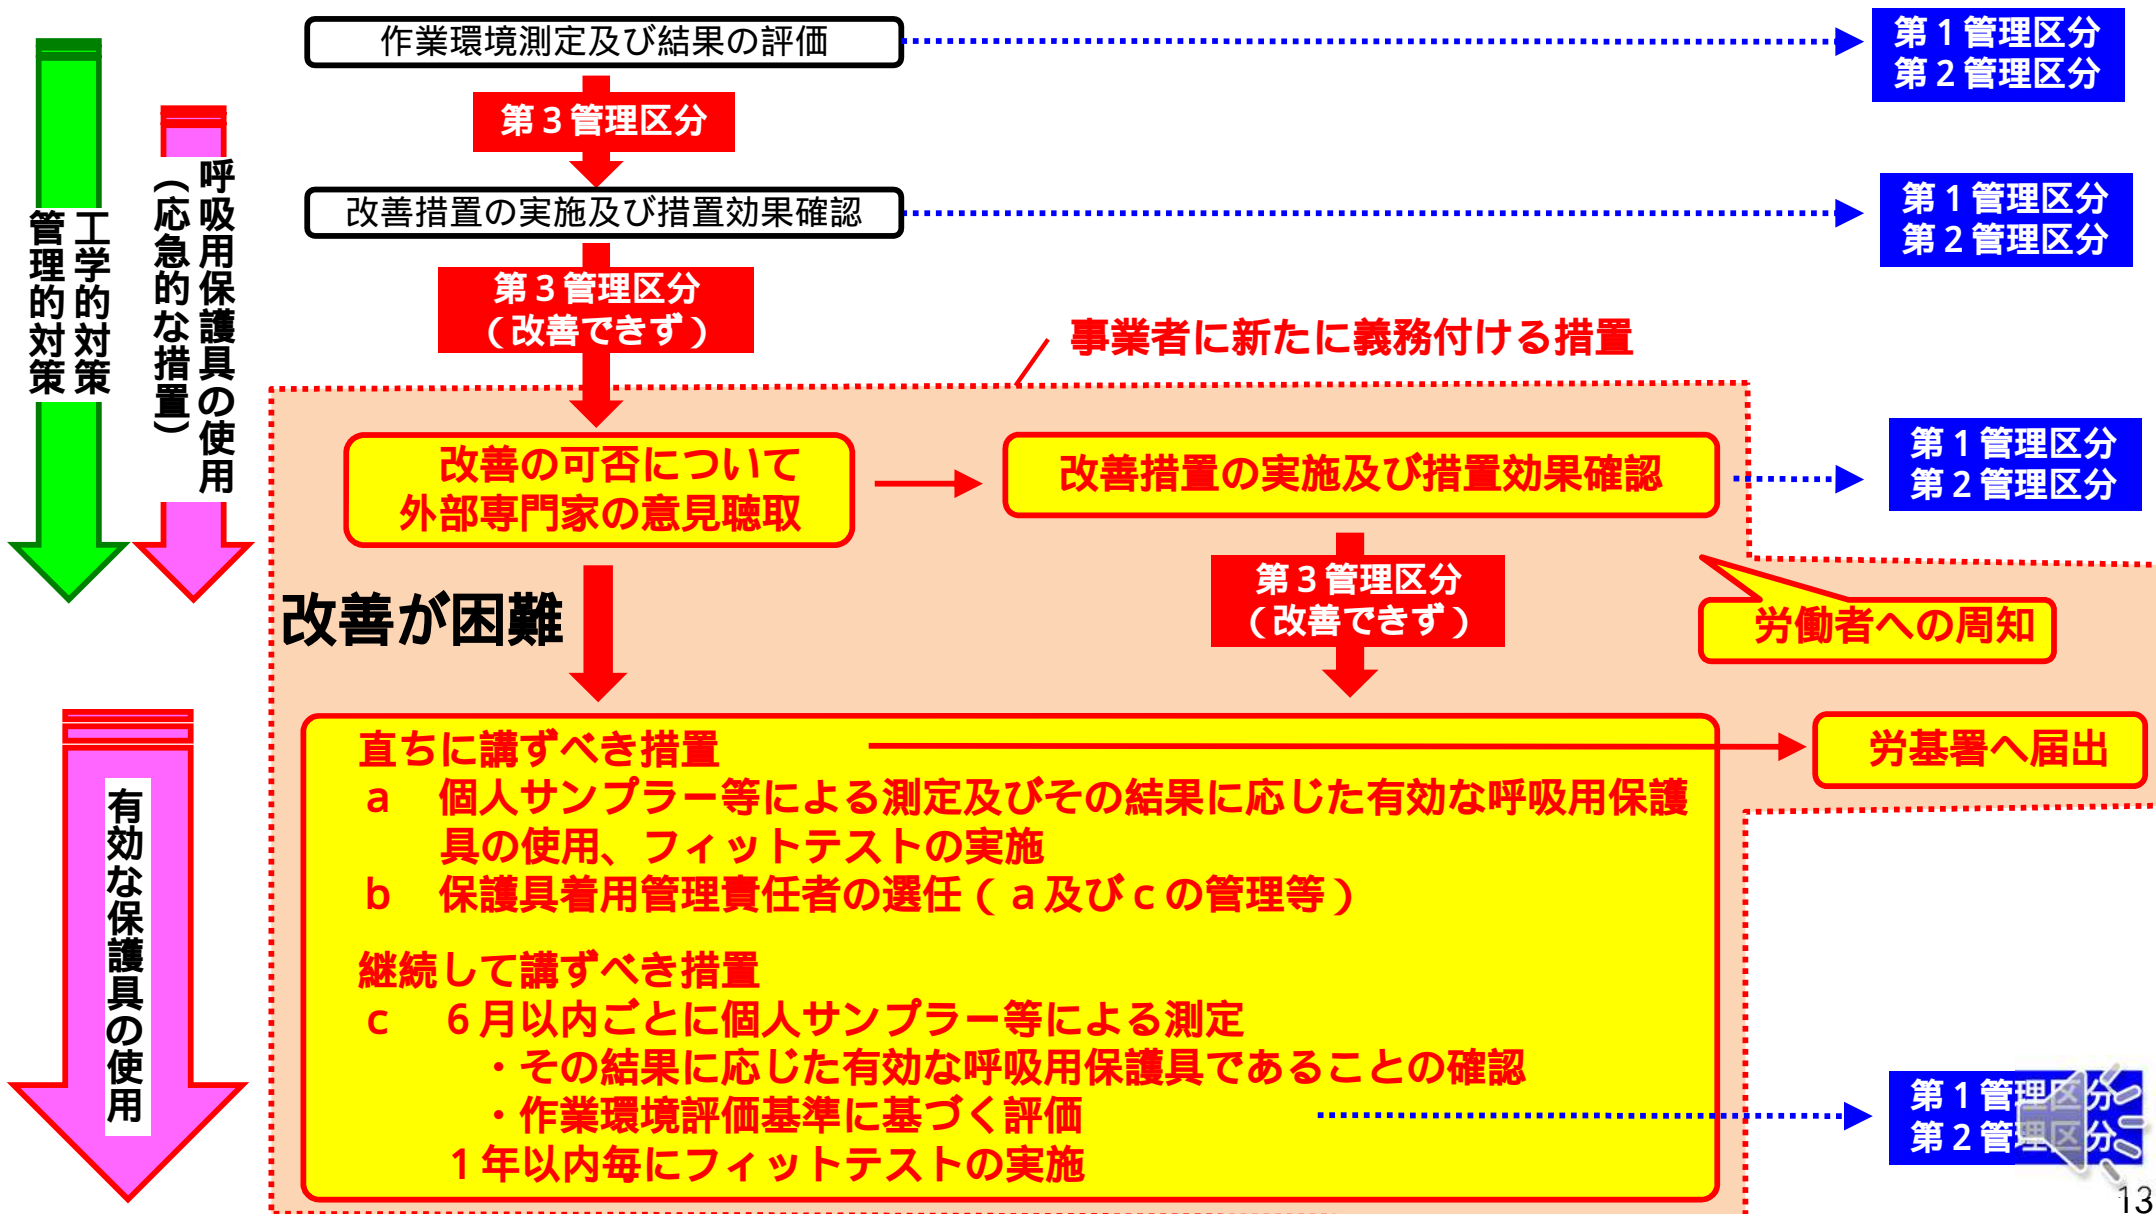 作業環境測定及び結果の評価
第１管理区分
第２管理区分
第３管理区分
改善措置の実施及び措置効果確認
第１管理区分
第２管理区分
第３管理区分
（改善できず）
工学的対策
管理的対策
呼吸用保護具の使用
（応急的な措置）
事業者に新たに義務付ける措置
改善の可否について
外部専門家の意見聴取
改善措置の実施及び措置効果確認
第１管理区分
第２管理区分
改善が困難
第３管理区分
（改善できず）
労働者への周知
有効な保護具の使用
直ちに講ずべき措置
労基署へ届出
ａ　個人サンプラー等による測定及びその結果に応じた有効な呼吸用保護
具の使用、フィットテストの実施
ｂ　保護具着用管理責任者の選任（ａ及びｃの管理等）
継続して講ずべき措置
ｃ　６月以内ごとに個人サンプラー等による測定
・その結果に応じた有効な呼吸用保護具であることの確認
・作業環境評価基準に基づく評価
１年以内毎にフィットテストの実施
第１管理区分
第２管理区分
13